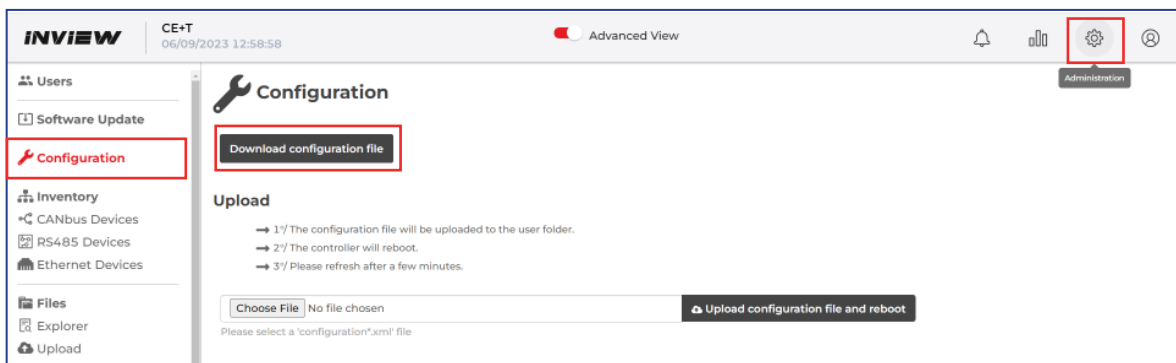 INVIEW
CE+T
06/09/2023 12:58:58
Advanced View
Administration
Users
Software Update
Configuration
Inventory
CANbus Devices
RS485 Devices
Ethernet Devices
Files
Explorer
Upload
Configuration
Download configuration file
Upload
1°/ The configuration file will be uploaded to the user folder.
2°/ The controller will reboot.
3°/ Please refresh after a few minutes.
Choose File No file chosen
Upload configuration file and reboot
Please select a 'configuration*.xml' file